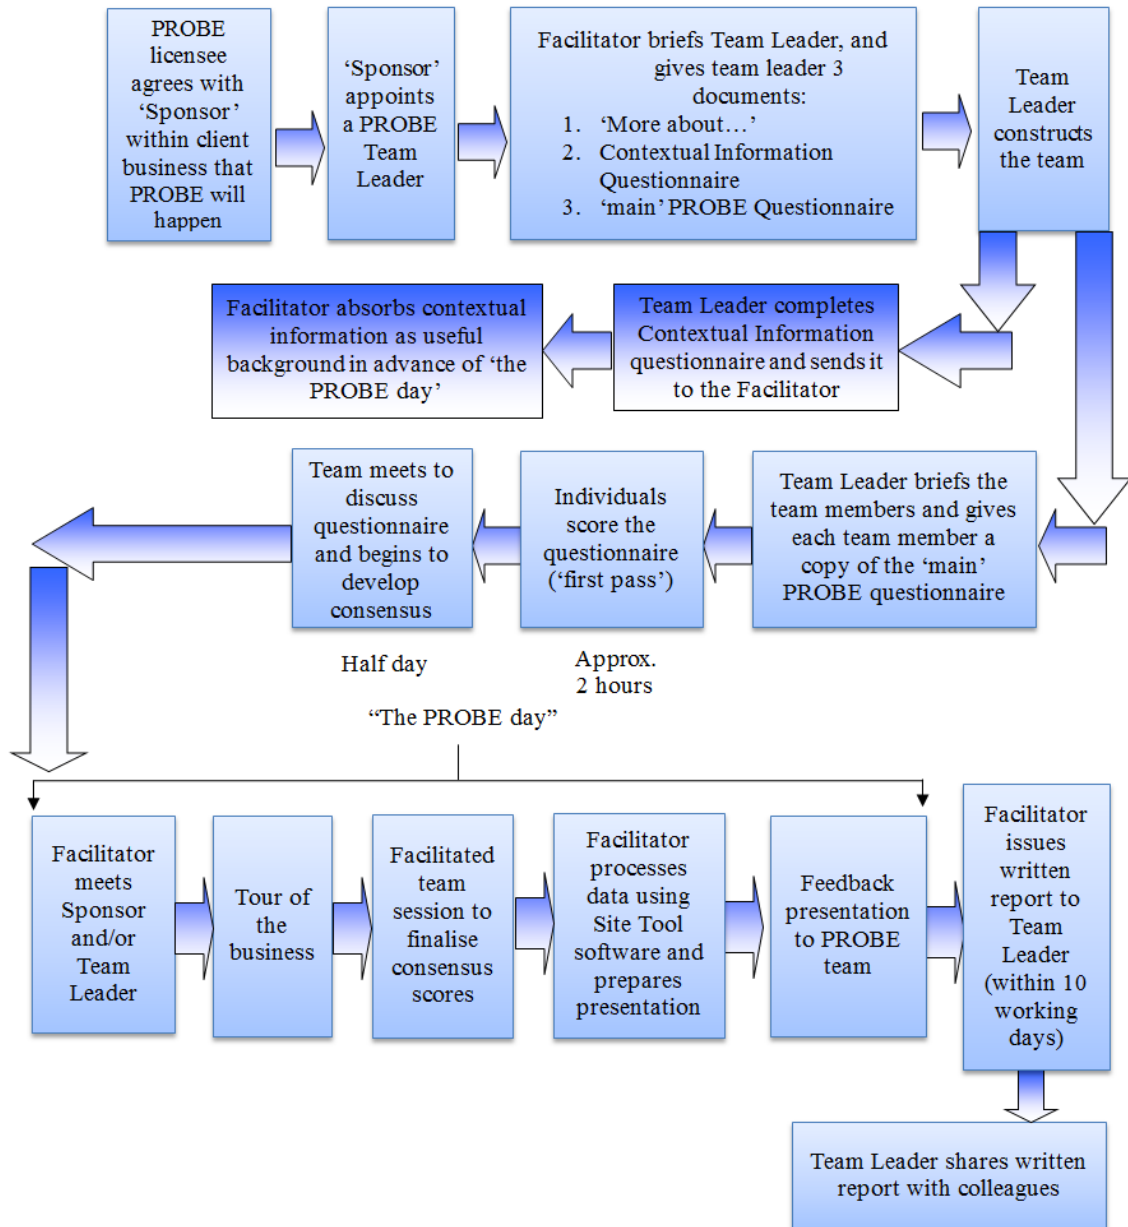 PROBE
licensee
agrees with
‘Sponsor’
within client
business that
PROBE will
happen
‘Sponsor’
appoints
a PROBE
Team
Leader
Facilitator briefs Team Leader, and
gives team leader 3
documents:
1. ‘More about…’
2. Contextual Information
Questionnaire
3. ‘main’ PROBE Questionnaire
Team
Leader
constructs
the team
Facilitator absorbs contextual
information as useful
background in advance of ‘the
PROBE day’
Team Leader completes
Contextual Information
questionnaire and sends it
to the Facilitator
Team meets to
discuss
questionnaire
and begins to
develop
consensus
Individuals
score the
questionnaire
(‘first pass’)
Team Leader briefs the
team members and gives
each team member a
copy of the ‘main’
PROBE questionnaire
Half day
Approx.
2 hours
“The PROBE day”
Facilitator
meets
Sponsor
and/or
Team
Leader
Tour of
the
business
Facilitated
team
session to
finalise
consensus
scores
Facilitator
processes
data using
Site Tool
software and
prepares
presentation
Feedback
presentation
to PROBE
team
Facilitator
issues
written
report to
Team
Leader
(within 10
working
days)
Team Leader shares written
report with colleagues